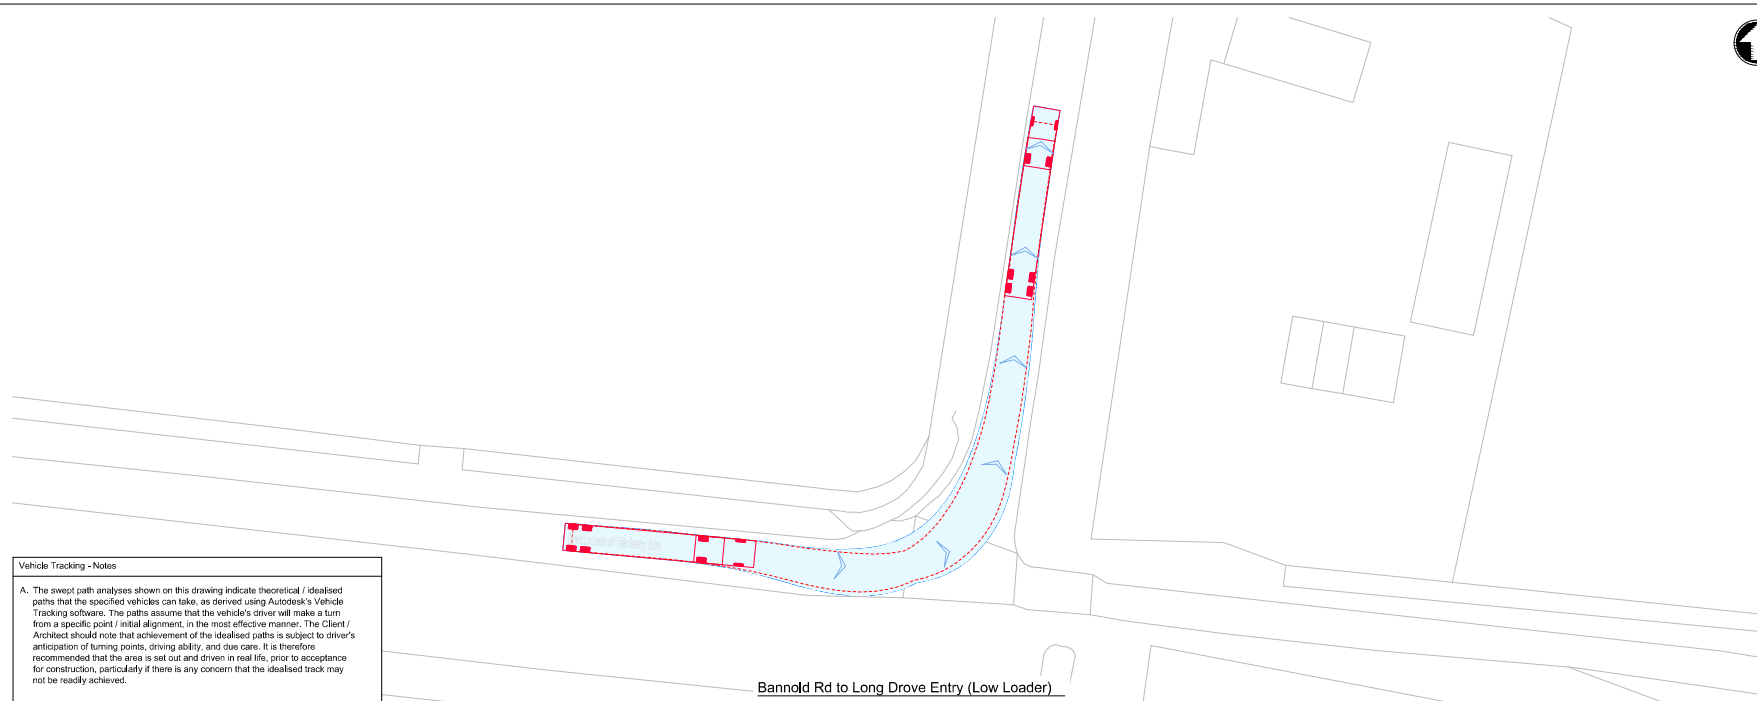 Vehicle Tracking - Notes
A. The swept path analyses shown on this drawing indicate theoretical / idealised
paths that the specified vehicles can take, as derived using Autodesk's Vehicle
Tracking software. The paths assume that the vehicle's driver will make a turn
from a specific point / initial alignment, in the most effective manner. The Client /
Architect should note that achievement of the idealised paths is subject to driver's
anticipation of turning points, driving ability, and due care. It is therefore
recommended that the area is set out and driven in real life, prior to acceptance
for construction, particularly if there is any concern that the idealised track may
not be readily achieved.
Bannold Rd to Long Drove Entry (Low Loader)